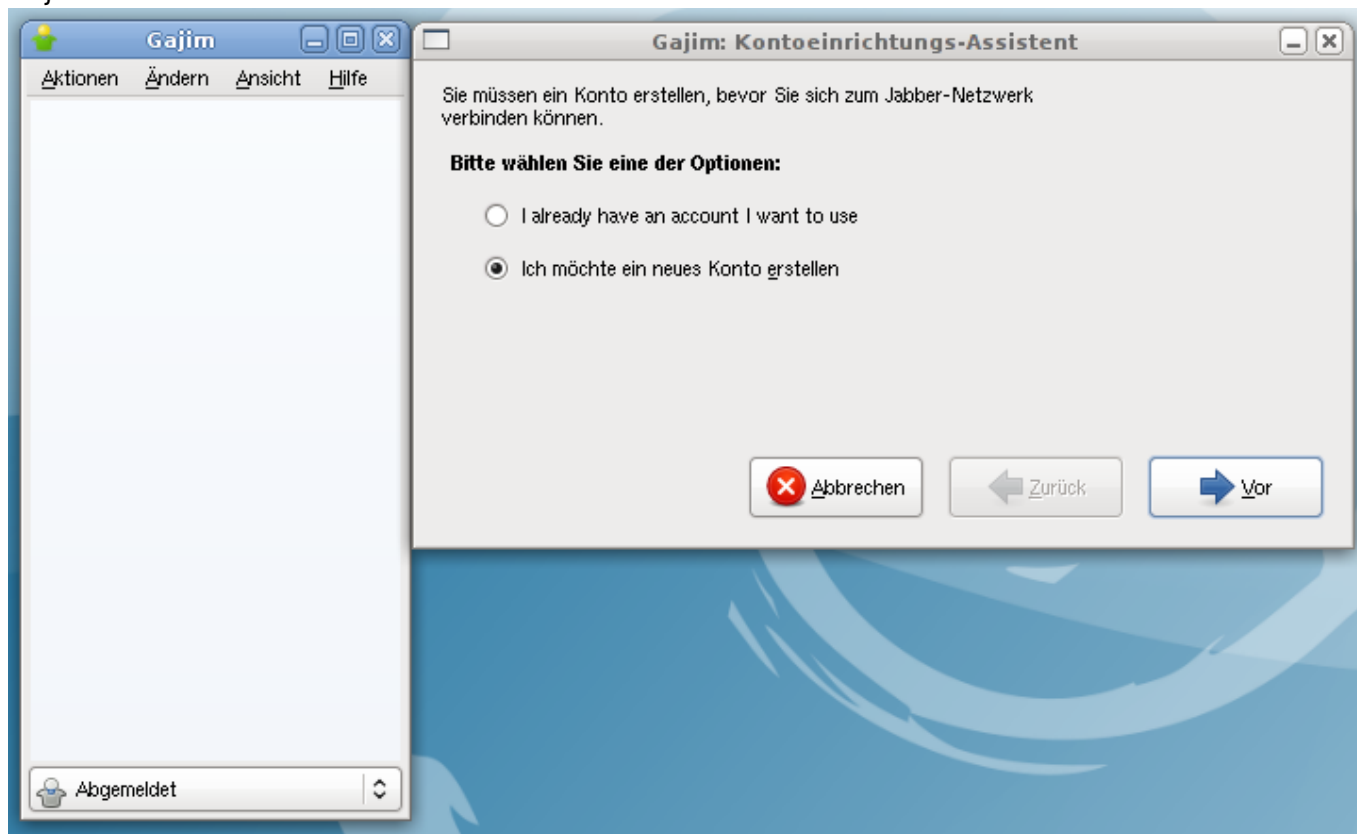 Gajim
Aktionen Ändern Ansicht Hilfe
Abgemeldet
Gajim: Kontoeinrichtungs-Assistent
Sie müssen ein Konto erstellen, bevor Sie sich zum Jabber-Netzwerk
verbinden können.
Bitte wählen Sie eine der Optionen:
I already have an account I want to use
Ich möchte ein neues Konto erstellen
Abbrechen Zurück Vor